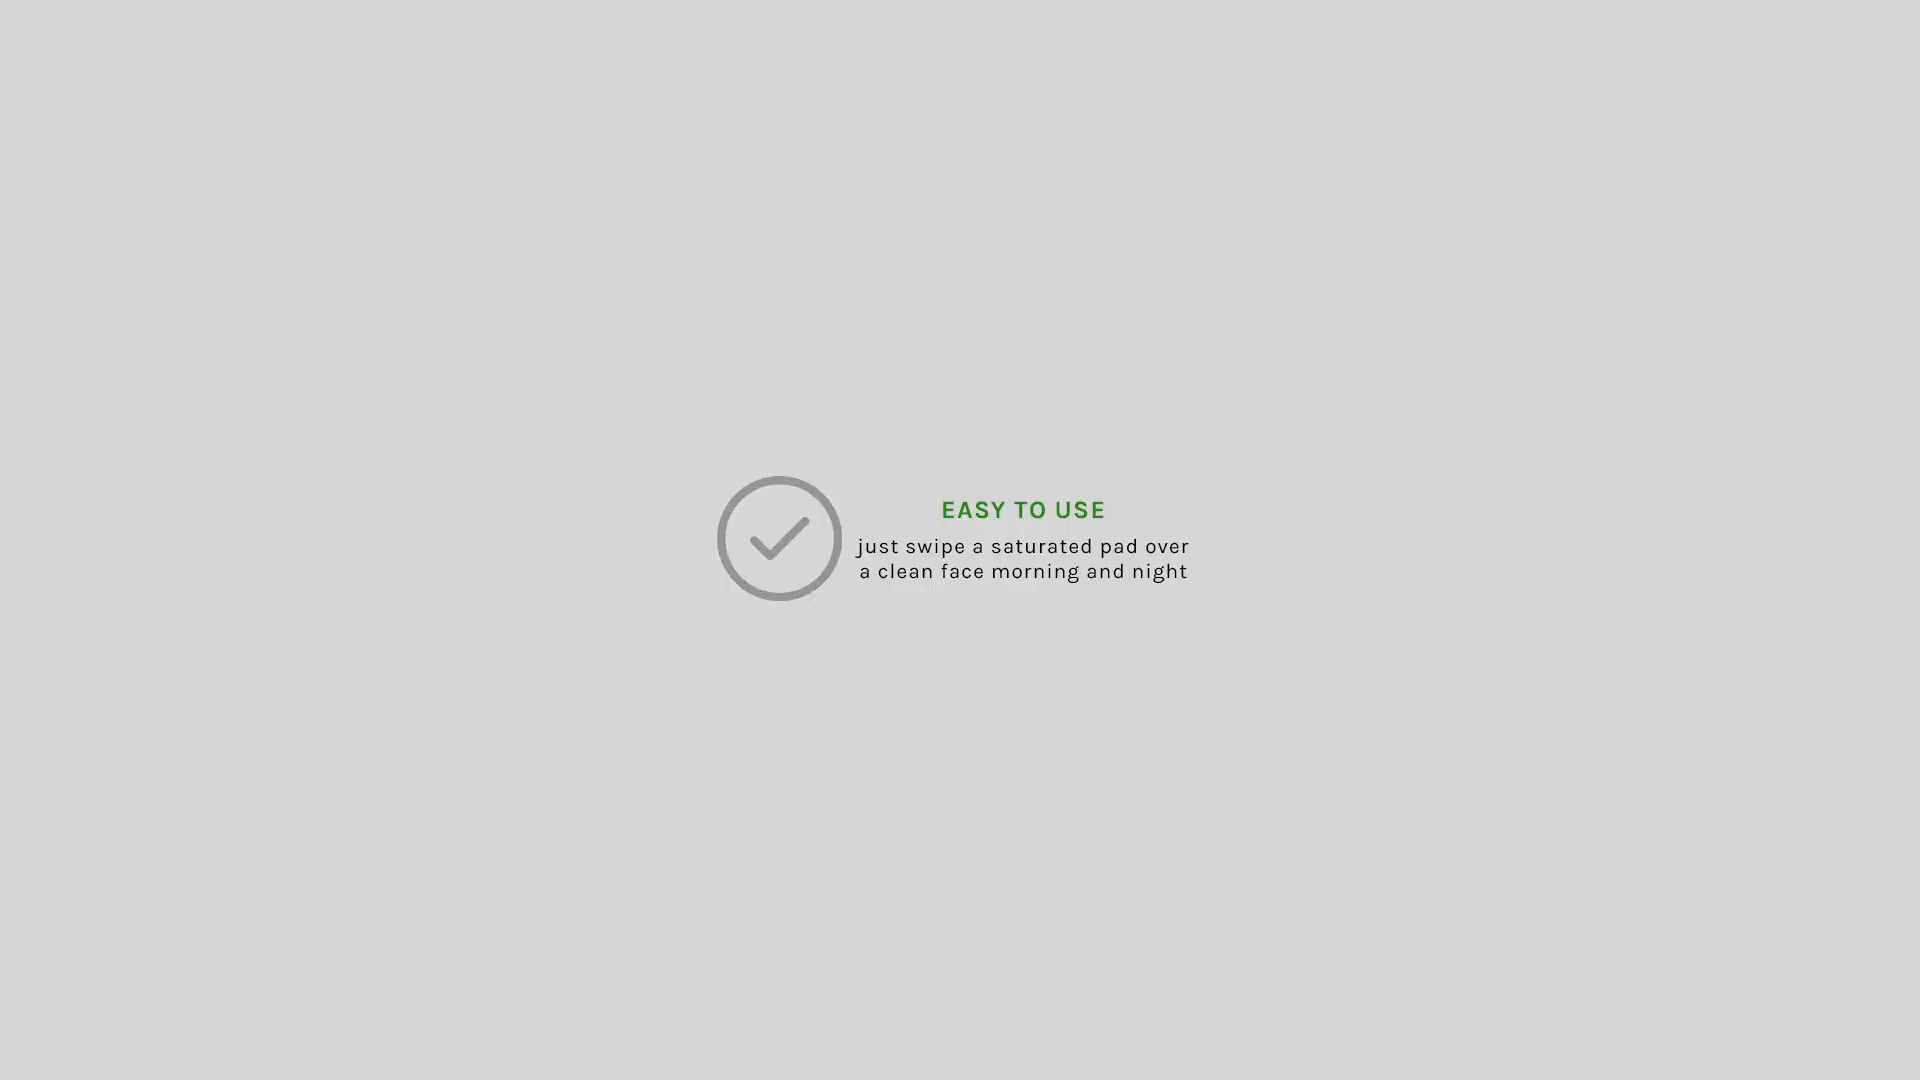 EASY TO USE
just swipe a saturated pad over
a clean face morning and night